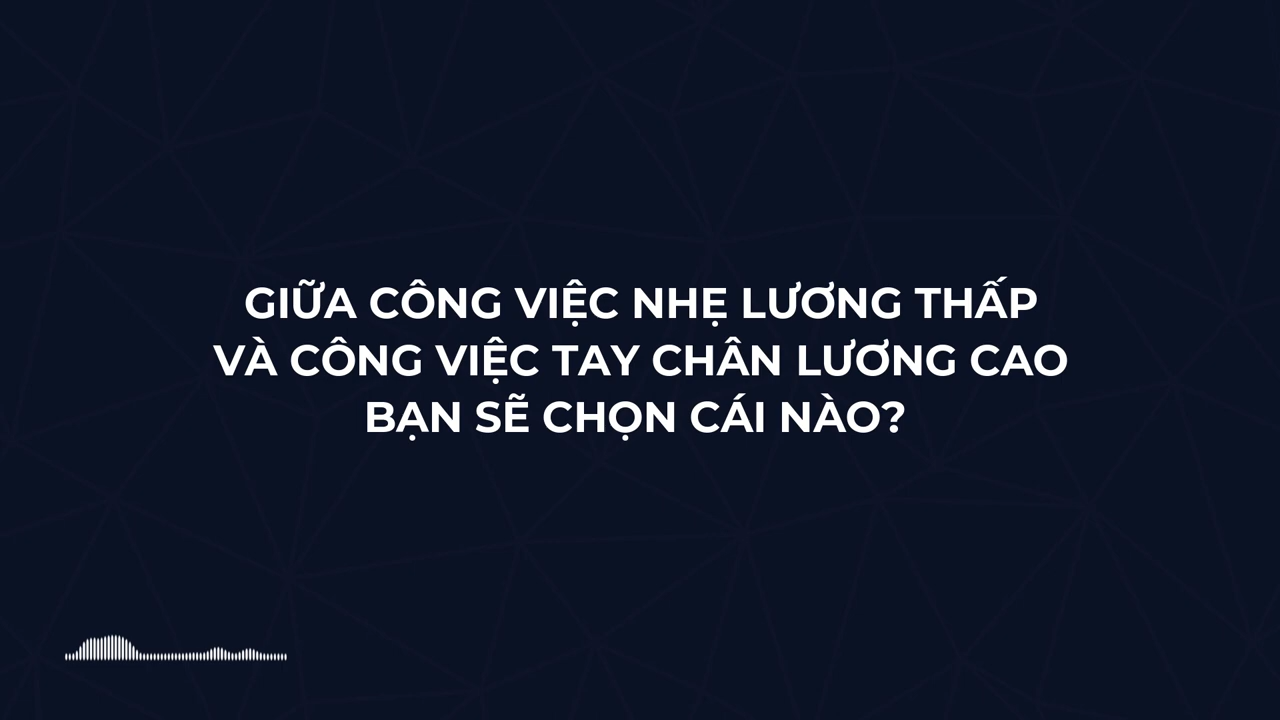 GIỮA CÔNG VIỆC NHẸ LƯƠNG THẤP
VÀ CÔNG VIỆC TAY CHÂN LƯƠNG CAO
BẠN SẼ CHỌN CÁI NÀO?